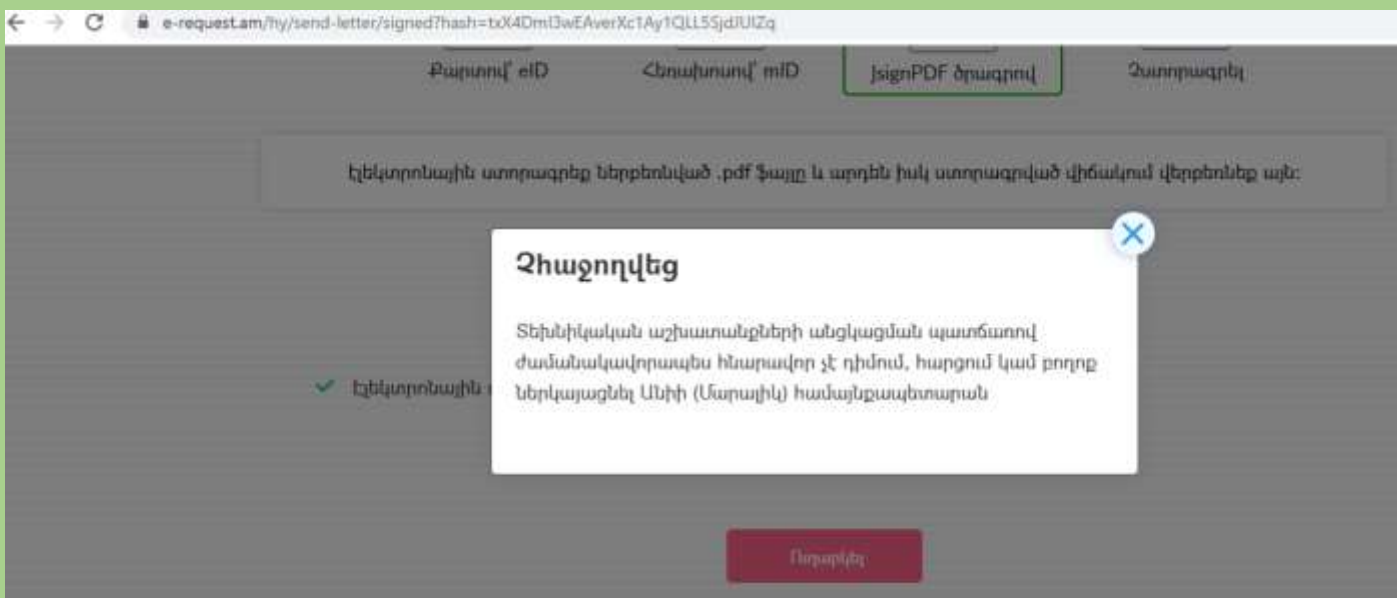 e-request.am/hy/send-letter/signed?hash=
Քարտով՝ eID
Հեռախոսով՝ mID
JsignPDF ծրագրով
Չստորագրել
Էլեկտրոնային ստորագրեք ներբեռնված .pdf ֆայլը և արդեն իսկ ստորագրված վիճակում վերբեռնեք այն:
Չհաջողվեց
Տեխնիկական աշխատանքների անցկացման պատճառով
ժամանակավորապես հնարավոր չէ դիմում, հարցում կամ բողոք
ներկայացնել Անիի (Մարալիկ) համայնքապետարան
Էլեկտրոնային
Ուղարկել